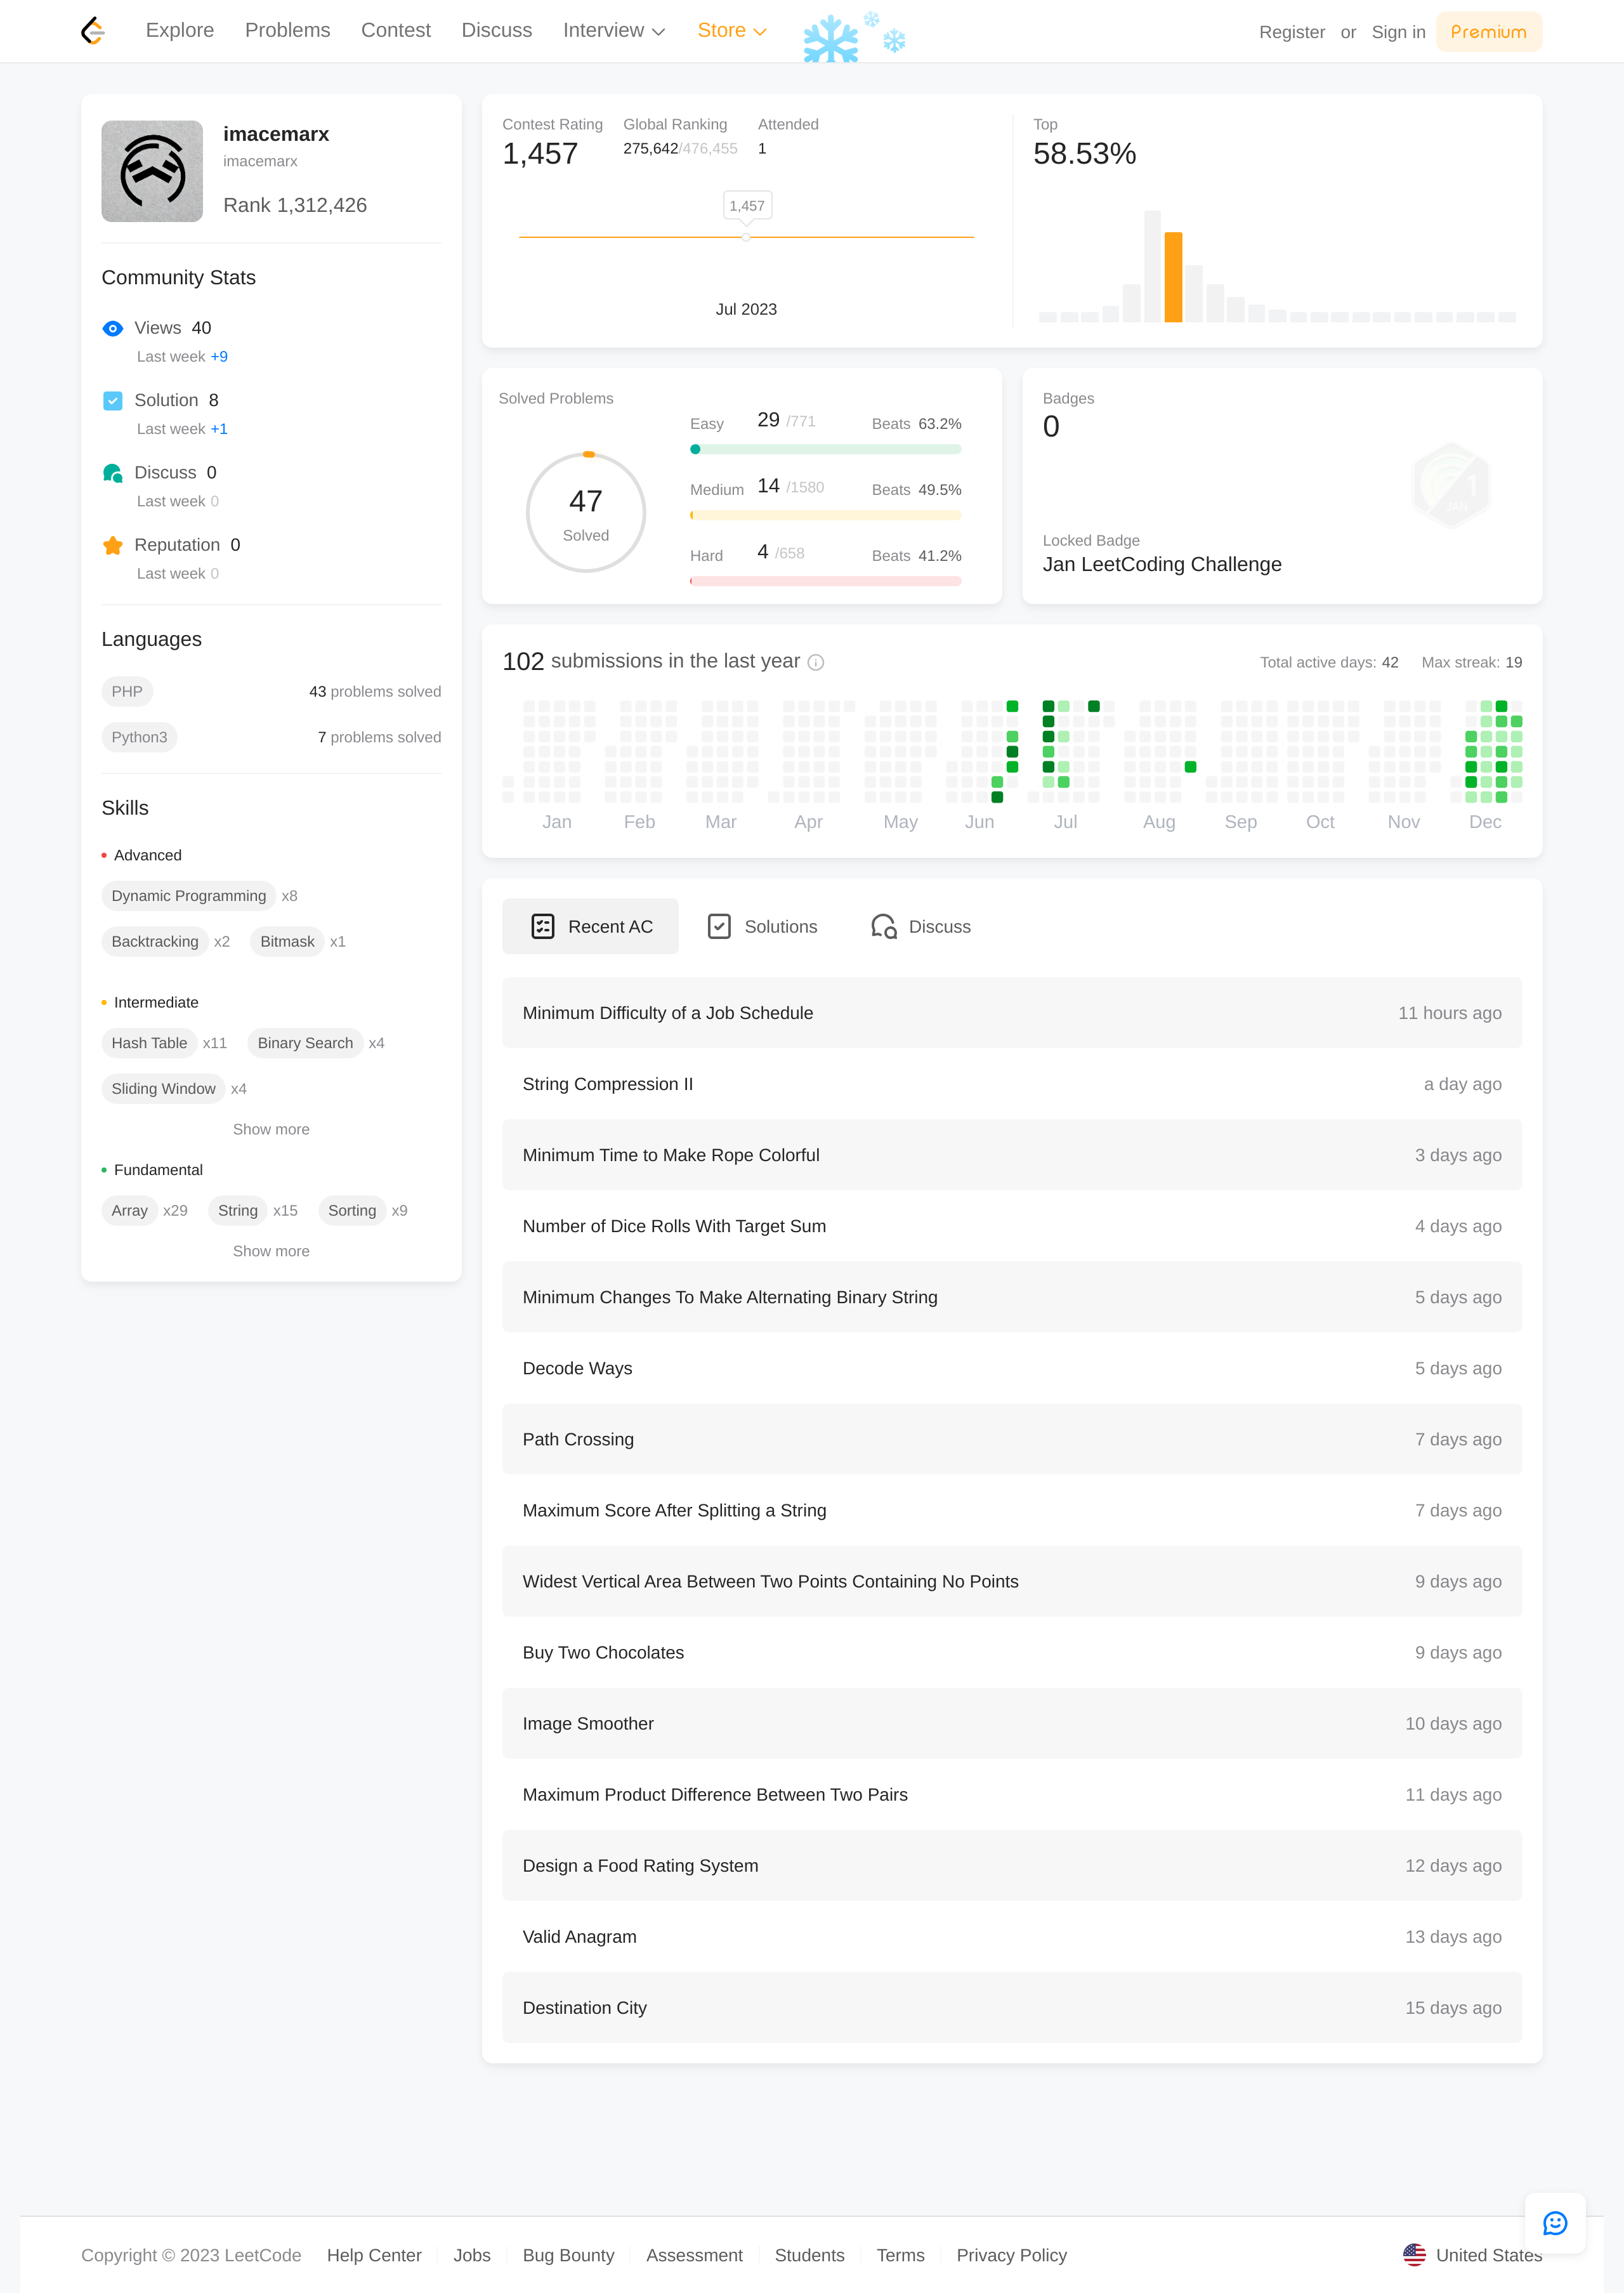 Explore Problems Contest Discuss Interview Store
Register or Sign in Premium
imacemarx
imacemarx
Rank 1,312,426
Community Stats
Views 40
Last week +9
Solution 8
Last week +1
Discuss 0
Last week 0
Reputation 0
Last week 0
Languages
PHP 43 problems solved
Python3 7 problems solved
Skills
Advanced
Dynamic Programming x8
Backtracking x2 Bitmask x1
Intermediate
Hash Table x11 Binary Search x4
Sliding Window x4
Show more
Fundamental
Array x29 String x15 Sorting x9
Show more
Contest Rating Global Ranking Attended
1,457 275,642/476,455 1
1,457
Jul 2023
Top
58.53%
Solved Problems
47
Solved
Easy 29 /771 Beats 63.2%
Medium 14 /1580 Beats 49.5%
Hard 4 /658 Beats 41.2%
Badges
0
1
JAN
Locked Badge
Jan LeetCoding Challenge
102 submissions in the last year Total active days: 42 Max streak: 19
Jan Feb Mar Apr May Jun Jul Aug Sep Oct Nov Dec
Recent AC Solutions Discuss
Minimum Difficulty of a Job Schedule 11 hours ago
String Compression II a day ago
Minimum Time to Make Rope Colorful 3 days ago
Number of Dice Rolls With Target Sum 4 days ago
Minimum Changes To Make Alternating Binary String 5 days ago
Decode Ways 5 days ago
Path Crossing 7 days ago
Maximum Score After Splitting a String 7 days ago
Widest Vertical Area Between Two Points Containing No Points 9 days ago
Buy Two Chocolates 9 days ago
Image Smoother 10 days ago
Maximum Product Difference Between Two Pairs 11 days ago
Design a Food Rating System 12 days ago
Valid Anagram 13 days ago
Destination City 15 days ago
Copyright © 2023 LeetCode Help Center Jobs Bug Bounty Assessment Students Terms Privacy Policy United States